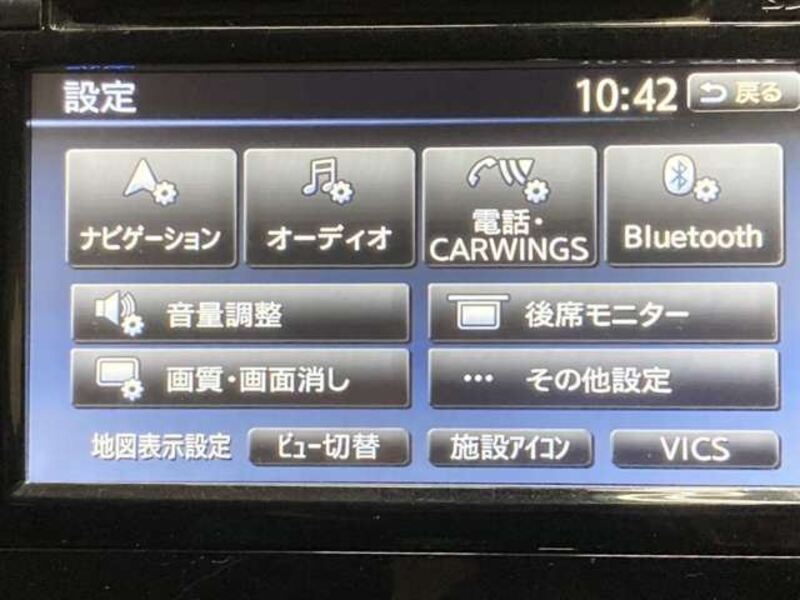 設定
10:42
戻る
ナビゲーション
オーディオ
電話・
CARWINGS
Bluetooth
音量調整
後席モニター
画質・画面消し
その他設定
地図表示設定
ビュー切替
施設アイコン
VICS